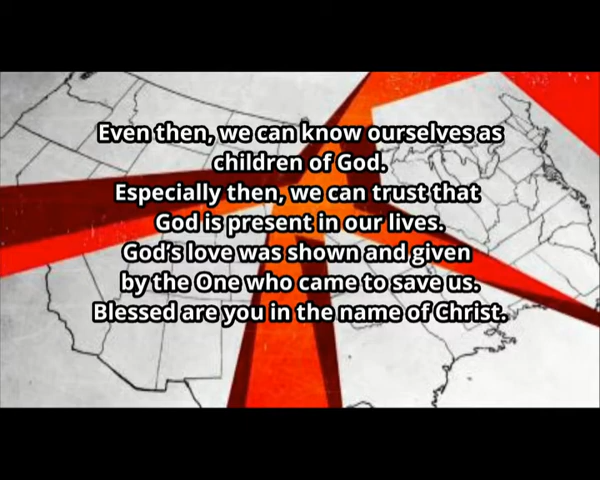 Even then, we can know ourselves as
children of God.
Especially then, we can trust that
God is present in our lives.
God's love was shown and given
by the One who came to save us.
Blessed are you in the name of Christ.